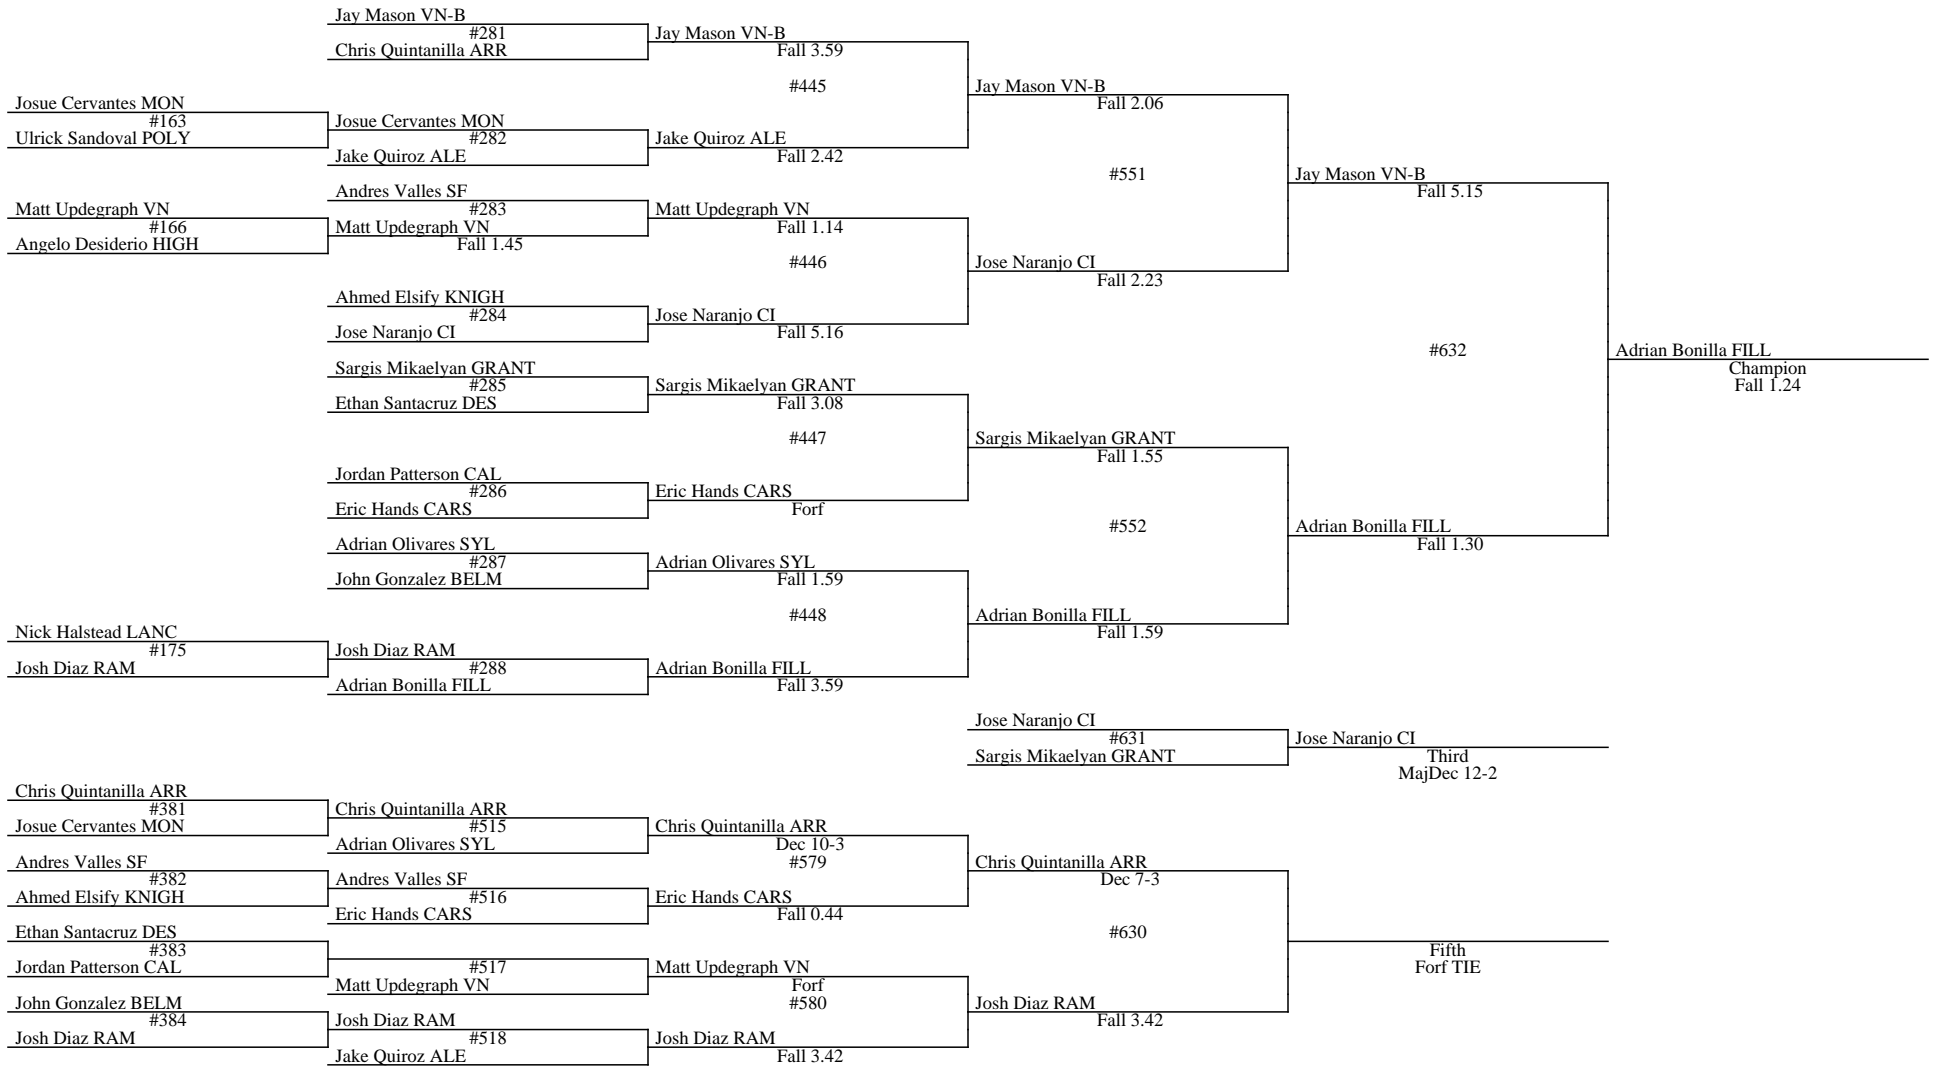 Jay Mason VN-B
#281
Chris Quintanilla ARR
Jay Mason VN-B
Fall 3.59
#445
Josue Cervantes MON
#163
Ulrick Sandoval POLY
Josue Cervantes MON
#282
Jake Quiroz ALE
Jake Quiroz ALE
Fall 2.42
Jay Mason VN-B
Fall 2.06
#551
Matt Updegraph VN
#166
Angelo Desiderio HIGH
Andres Valles SF
#283
Matt Updegraph VN
Fall 1.45
Matt Updegraph VN
Fall 1.14
#446
Ahmed Elsify KNIGH
#284
Jose Naranjo CI
Jose Naranjo CI
Fall 5.16
Jose Naranjo CI
Fall 2.23
Jay Mason VN-B
Fall 5.15
#632
Adrian Bonilla FILL
Champion
Fall 1.24
Sargis Mikaelyan GRANT
#285
Ethan Santacruz DES
Sargis Mikaelyan GRANT
Fall 3.08
#447
Jordan Patterson CAL
#286
Eric Hands CARS
Eric Hands CARS
Forf
Sargis Mikaelyan GRANT
Fall 1.55
#552
Adrian Bonilla FILL
Fall 1.30
Adrian Olivares SYL
#287
John Gonzalez BELM
Adrian Olivares SYL
Fall 1.59
#448
Nick Halstead LANC
#175
Josh Diaz RAM
Josh Diaz RAM
#288
Adrian Bonilla FILL
Adrian Bonilla FILL
Fall 3.59
Adrian Bonilla FILL
Fall 1.59
Jose Naranjo CI
#631
Sargis Mikaelyan GRANT
Jose Naranjo CI
Third
MajDec 12-2
Chris Quintanilla ARR
#381
Josue Cervantes MON
Chris Quintanilla ARR
#515
Adrian Olivares SYL
Chris Quintanilla ARR
Dec 10-3
#579
Andres Valles SF
#382
Ahmed Elsify KNIGH
Andres Valles SF
#516
Eric Hands CARS
Eric Hands CARS
Fall 0.44
Chris Quintanilla ARR
Dec 7-3
#630
Fifth
Forf TIE
Ethan Santacruz DES
#383
Jordan Patterson CAL
#517
Matt Updegraph VN
Matt Updegraph VN
Forf
#580
John Gonzalez BELM
#384
Josh Diaz RAM
Josh Diaz RAM
#518
Jake Quiroz ALE
Josh Diaz RAM
Fall 3.42
Josh Diaz RAM
Fall 3.42